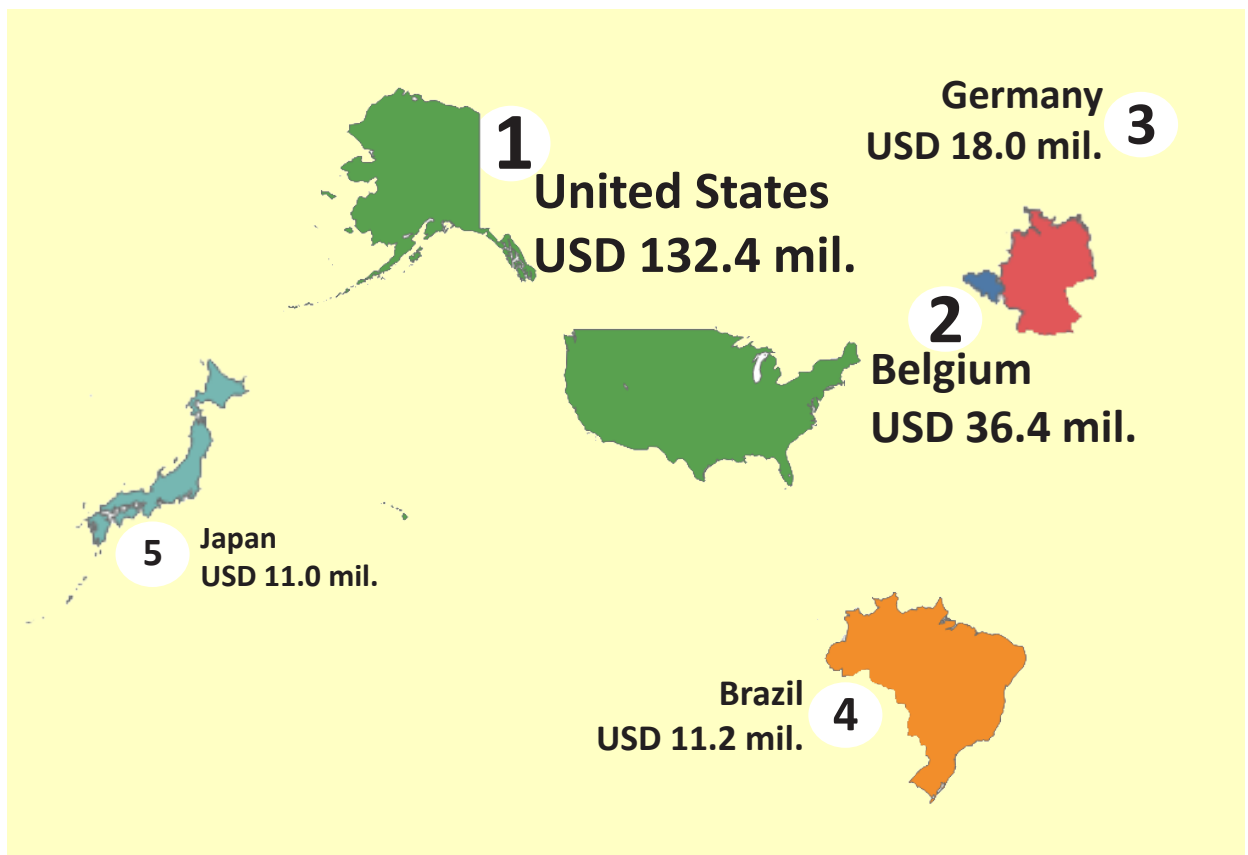 1
United States
USD 132.4 mil.
2
Belgium
USD 36.4 mil.
Germany
USD 18.0 mil.
3
Brazil
USD 11.2 mil.
4
5
Japan
USD 11.0 mil.